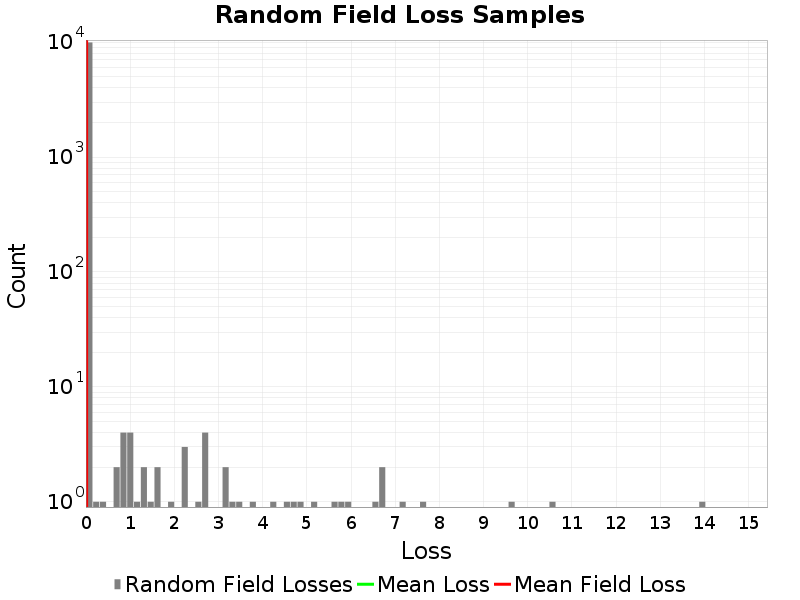 Random Field Loss Samples
10^4
10^3
10^2
10^1
10^0
Count
0 1 2 3 4 5 6 7 8 9 10 11 12 13 14 15
Loss
Random Field Losses Mean Loss Mean Field Loss